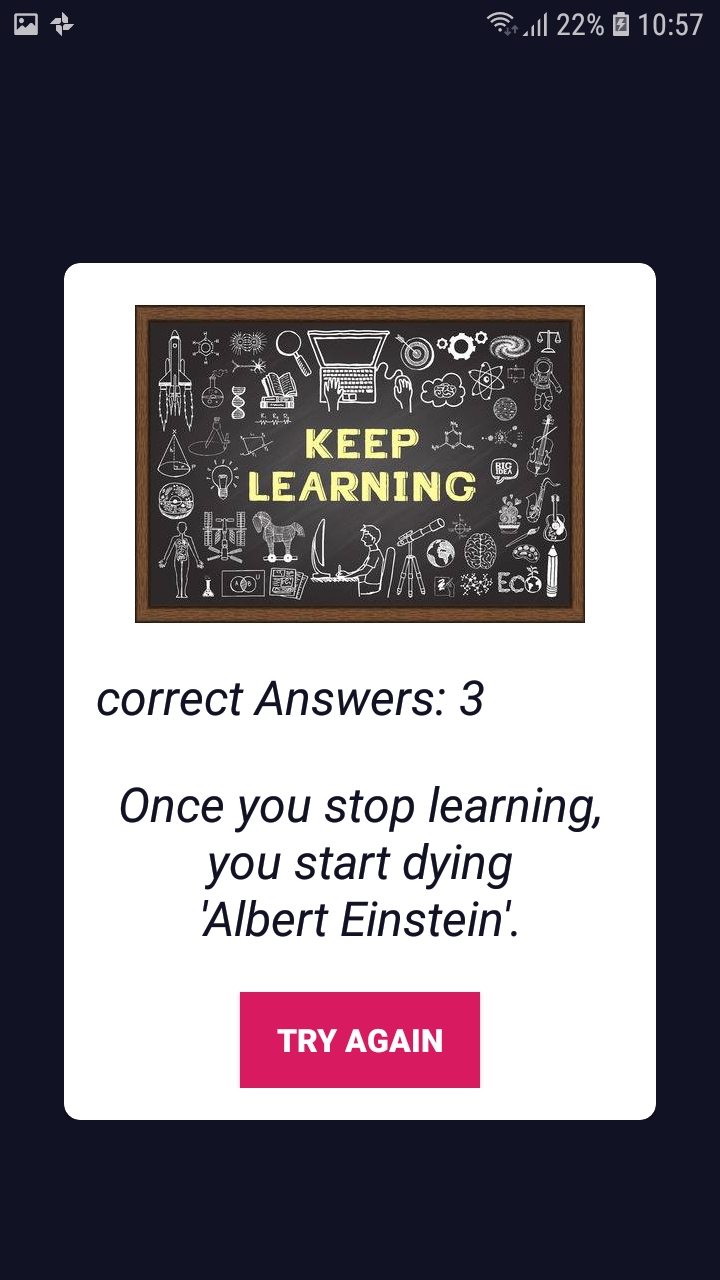 22% 10:57
KEEP
LEARNING
BIG
IDEA
Eco
correct Answers: 3
Once you stop learning,
you start dying
'Albert Einstein'.
TRY AGAIN